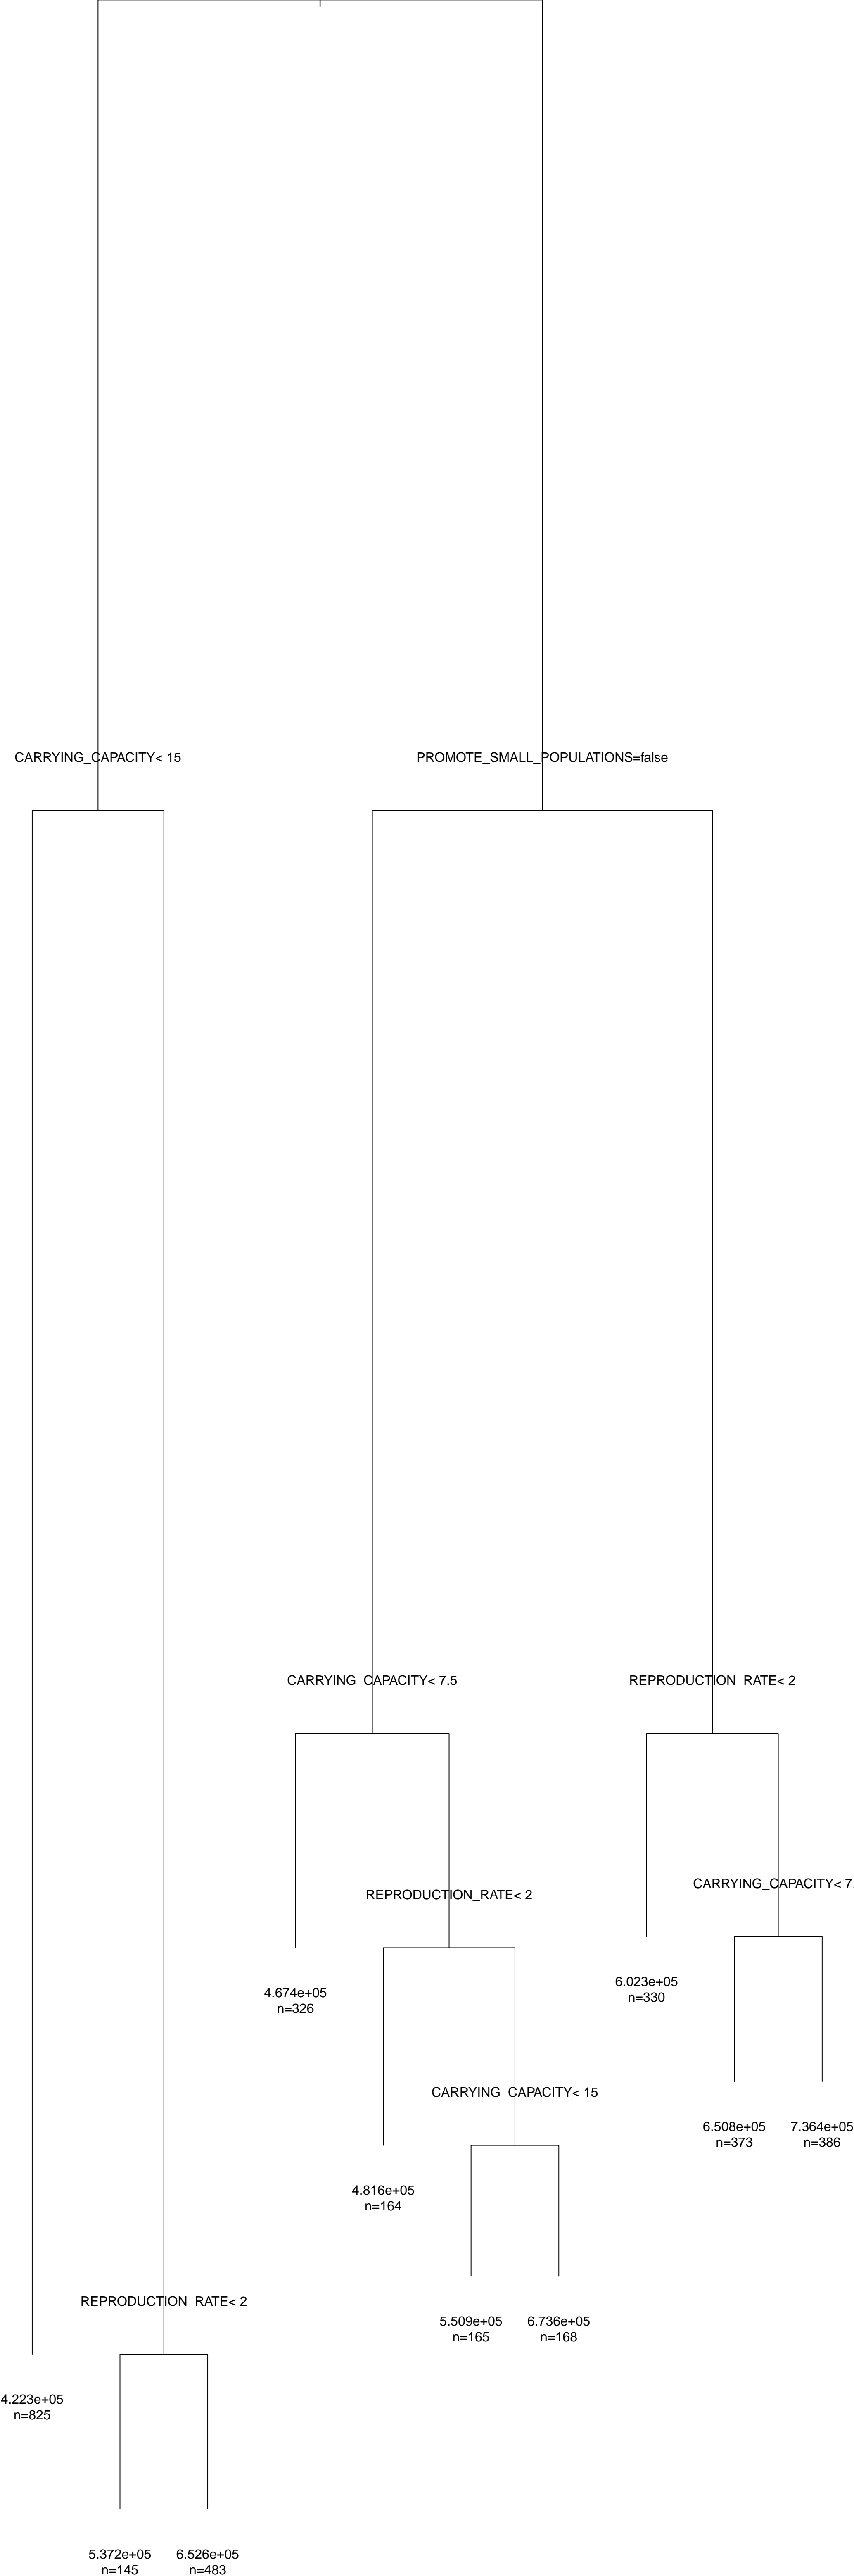 CARRYING_CAPACITY< 15
PROMOTE_SMALL_POPULATIONS=false
CARRYING_CAPACITY< 7.5
REPRODUCTION_RATE< 2
CARRYING_CAPACITY< 7.
REPRODUCTION_RATE< 2
4.674e+05
n=326
6.023e+05
n=330
CARRYING_CAPACITY< 15
6.508e+05
n=373
7.364e+05
n=386
4.816e+05
n=164
REPRODUCTION_RATE< 2
5.509e+05
n=165
6.736e+05
n=168
4.223e+05
n=825
5.372e+05
n=145
6.526e+05
n=483